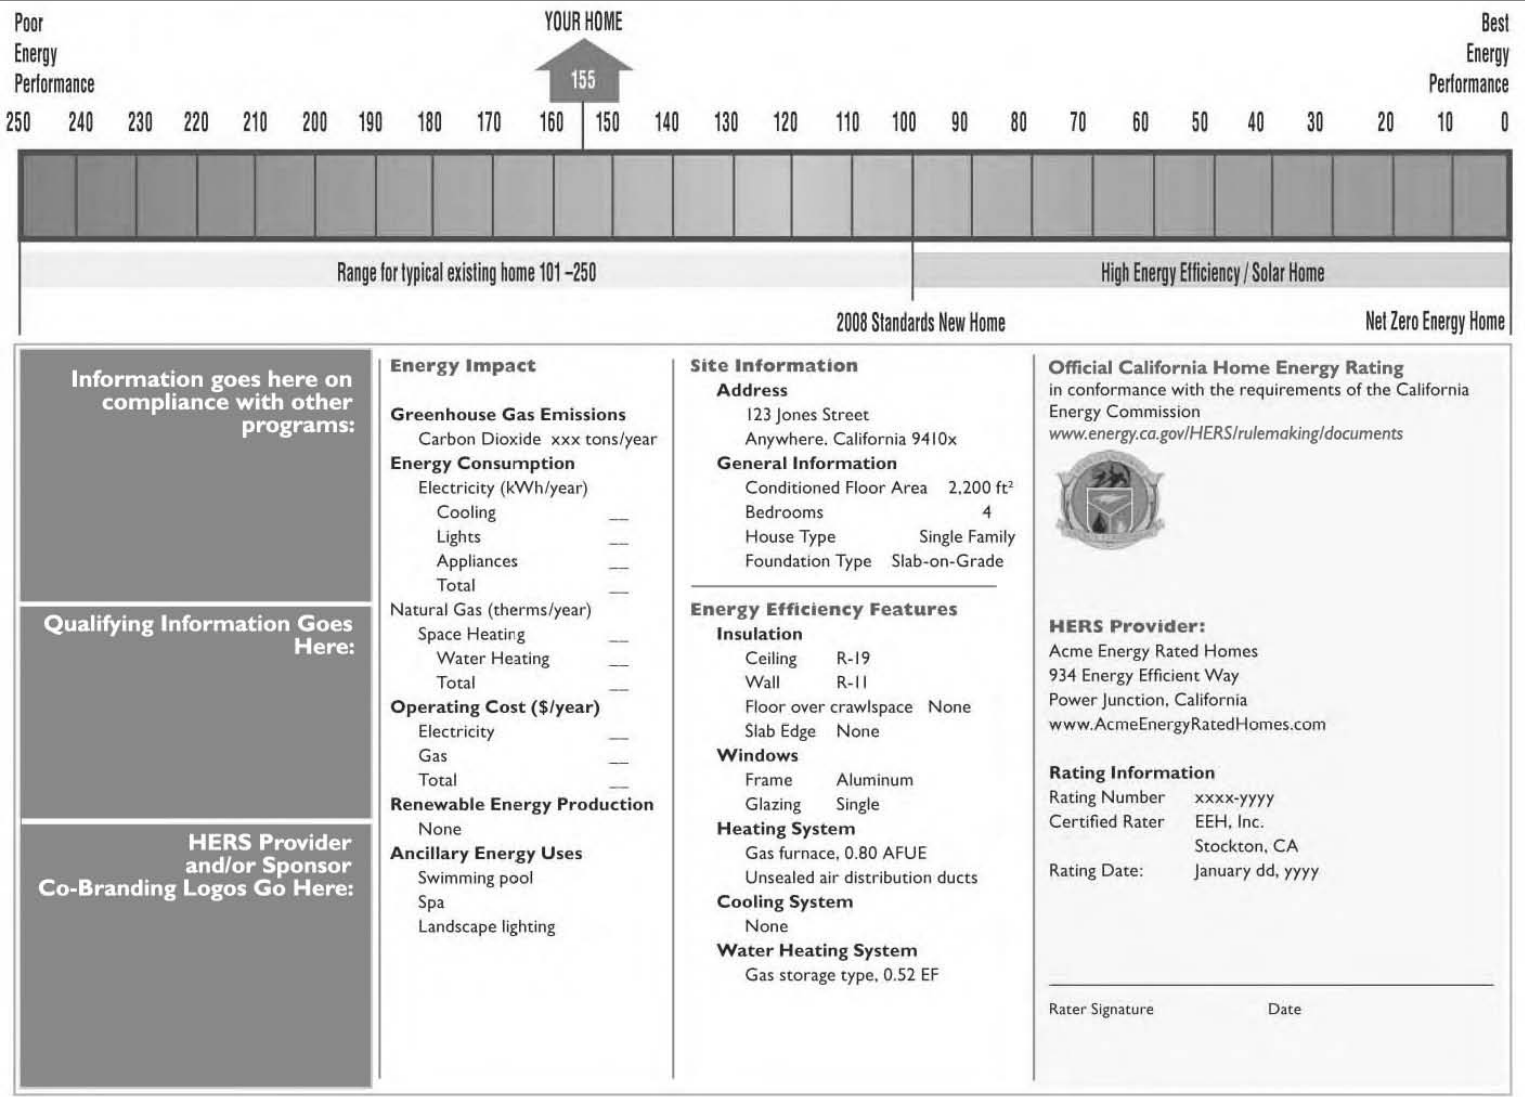 Poor
Energy
Performance
YOUR HOME
155
Best
Energy
Performance
250 240 230 220 210 200 190 180 170 160 150 140 130 120 110 100 90 80 70 60 50 40 30 20 10 0
Range for typical existing home 101 –250
High Energy Efficiency / Solar Home
2008 Standards New Home
Net Zero Energy Home
Information goes here on
compliance with other
programs:
Qualifying Information Goes
Here:
HERS Provider
and/or Sponsor
Co-Branding Logos Go Here:
Energy Impact
Greenhouse Gas Emissions
Carbon Dioxide xxx tons/year
Energy Consumption
Electricity (kWh/year)
Cooling __
Lights __
Appliances __
Total __
Natural Gas (therms/year)
Space Heating __
Water Heating __
Total __
Operating Cost ($/year)
Electricity __
Gas __
Total __
Renewable Energy Production
None
Ancillary Energy Uses
Swimming pool
Spa
Landscape lighting
Site Information
Address
123 Jones Street
Anywhere. California 9410x
General Information
Conditioned Floor Area 2,200 ft²
Bedrooms 4
House Type Single Family
Foundation Type Slab-on-Grade
Energy Efficiency Features
Insulation
Ceiling R-19
Wall R-11
Floor over crawlspace None
Slab Edge None
Windows
Frame Aluminum
Glazing Single
Heating System
Gas furnace, 0.80 AFUE
Unsealed air distribution ducts
Cooling System
None
Water Heating System
Gas storage type, 0.52 EF
Official California Home Energy Rating
in conformance with the requirements of the California
Energy Commission
www.energy.ca.gov/HERS/rulemaking/documents
HERS Provider:
Acme Energy Rated Homes
934 Energy Efficient Way
Power Junction, California
www.AcmeEnergyRatedHomes.com
Rating Information
Rating Number xxxx-yyyy
Certified Rater EEH, Inc.
Stockton, CA
Rating Date: January dd, yyyy
Rater Signature Date